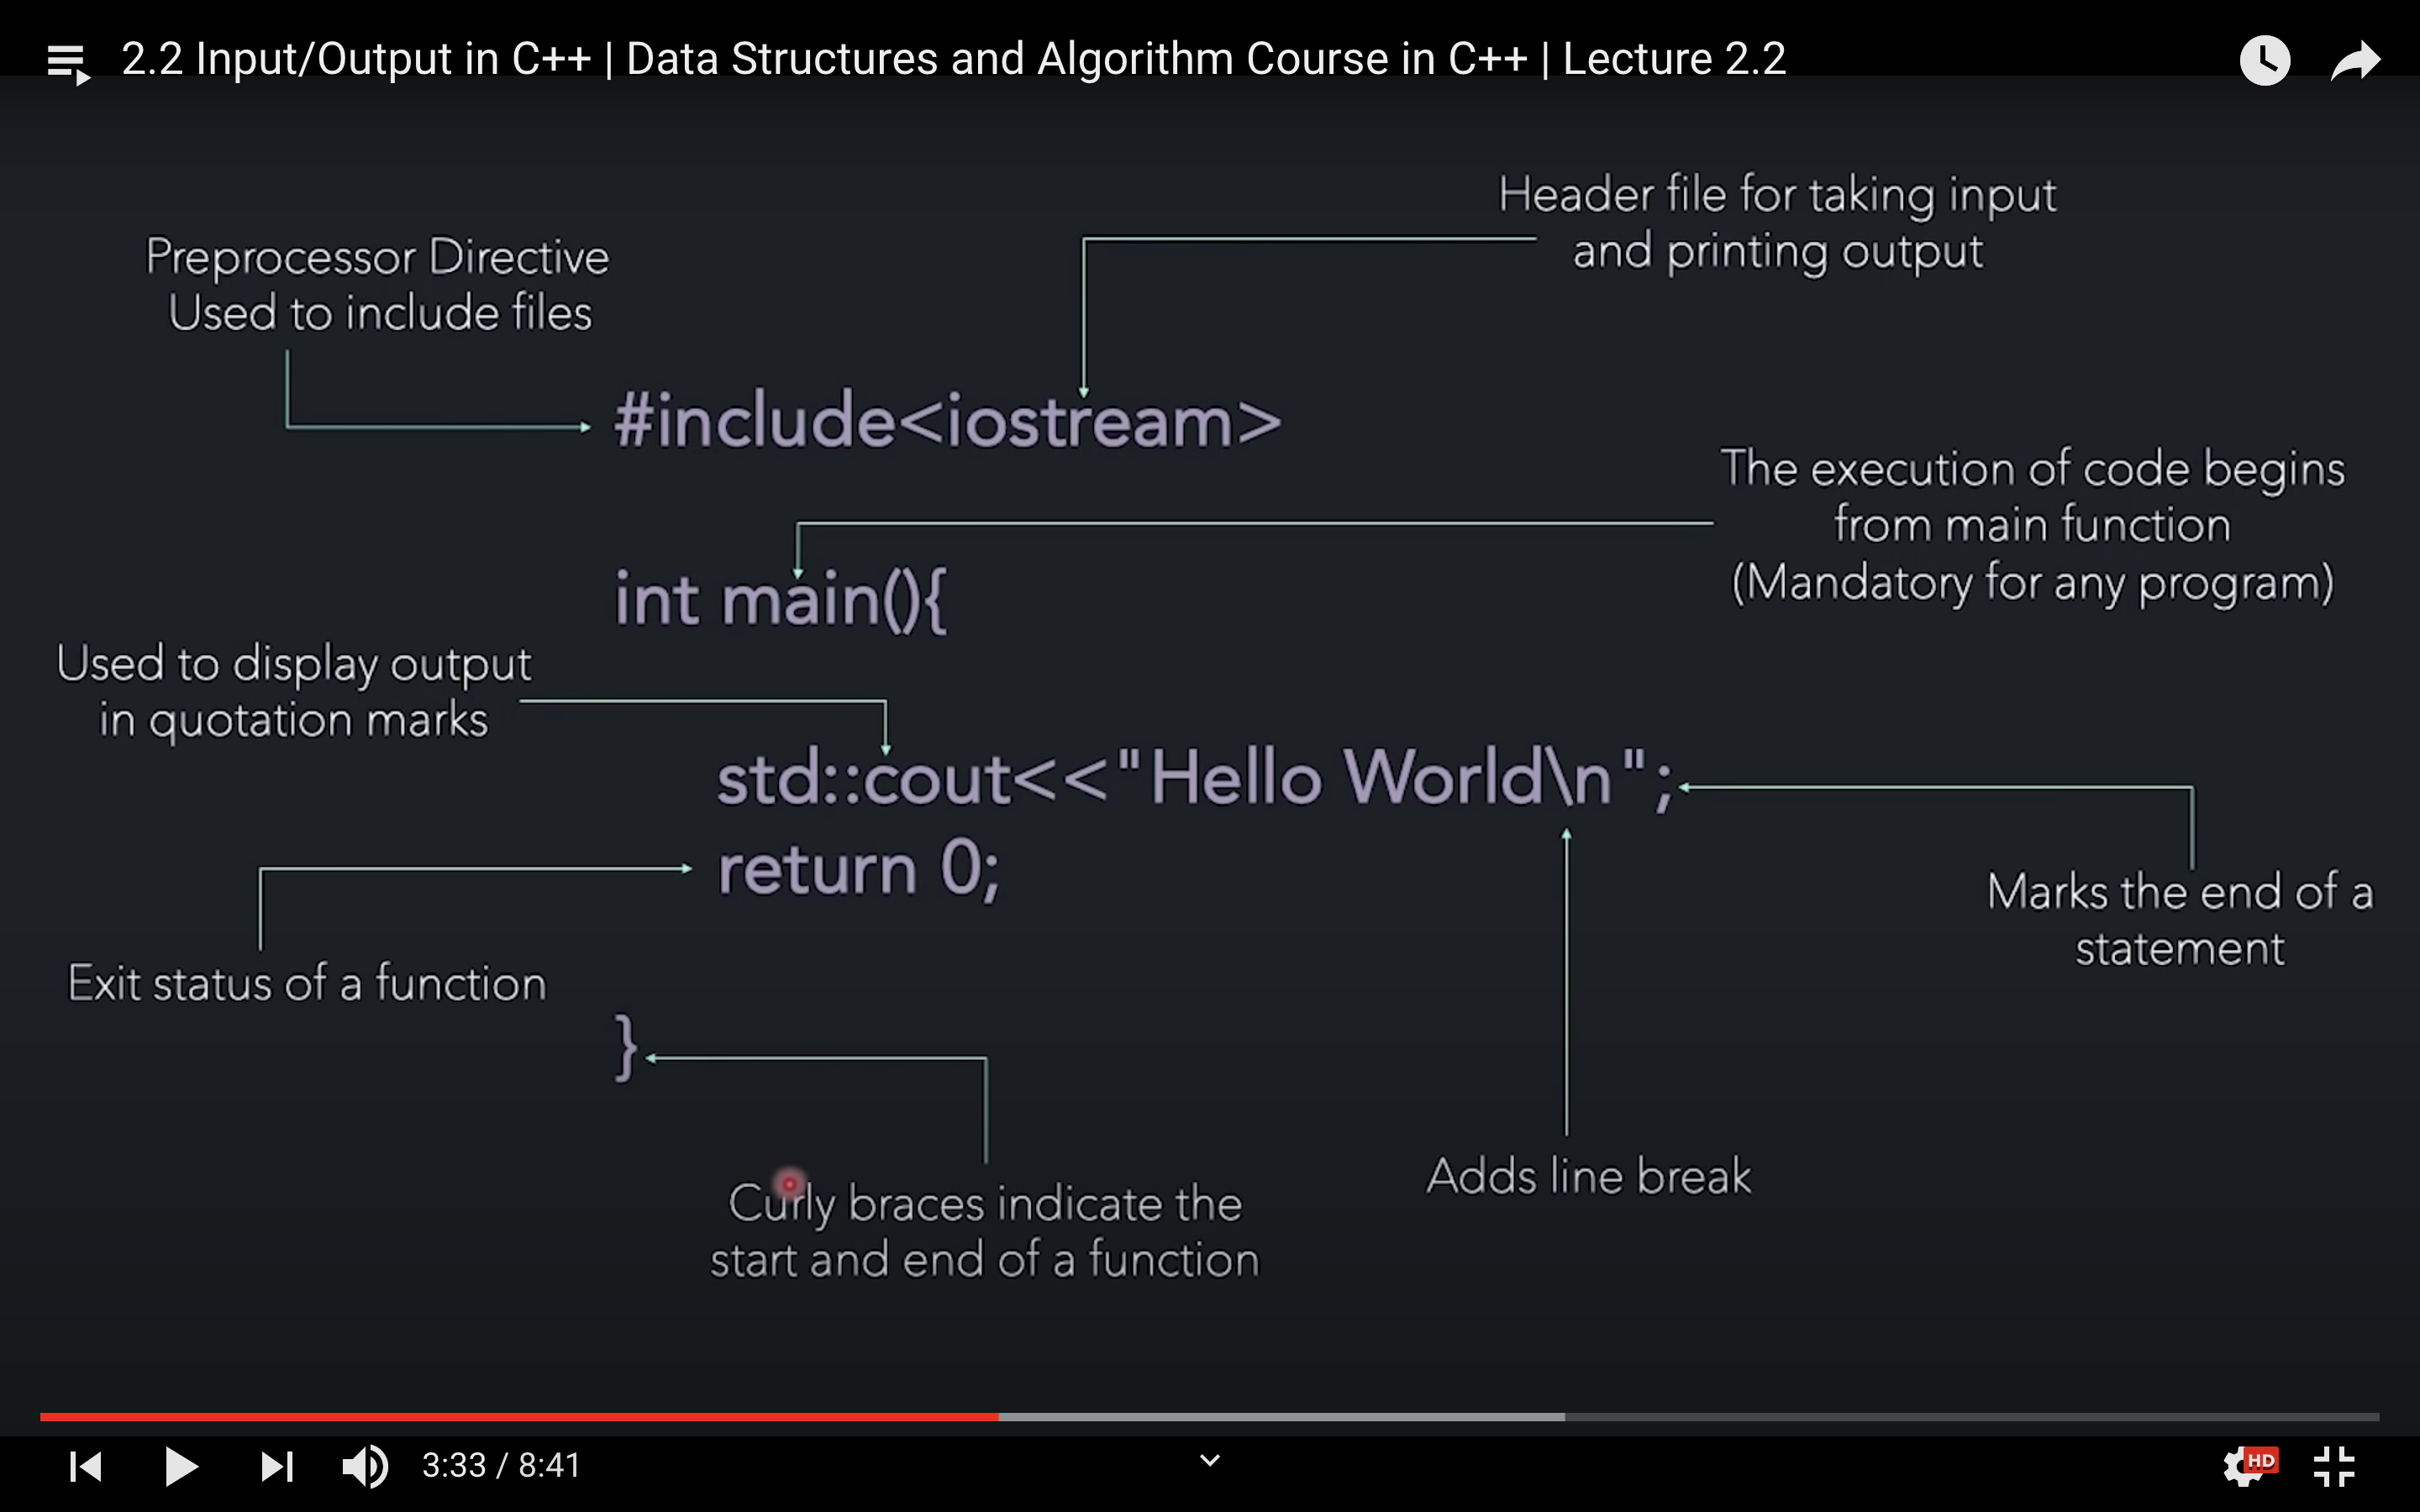 2.2 Input/Output in C++ | Data Structures and Algorithm Course in C++ | Lecture 2.2
Header file for taking input
and printing output
Preprocessor Directive
Used to include files
#include<iostream>
The execution of code begins
from main function
(Mandatory for any program)
int main(){
Used to display output
in quotation marks
std::cout<<"Hello World\n";
return 0;
Marks the end of a
statement
Exit status of a function
}
Adds line break
Curly braces indicate the
start and end of a function
3:33 / 8:41
HD